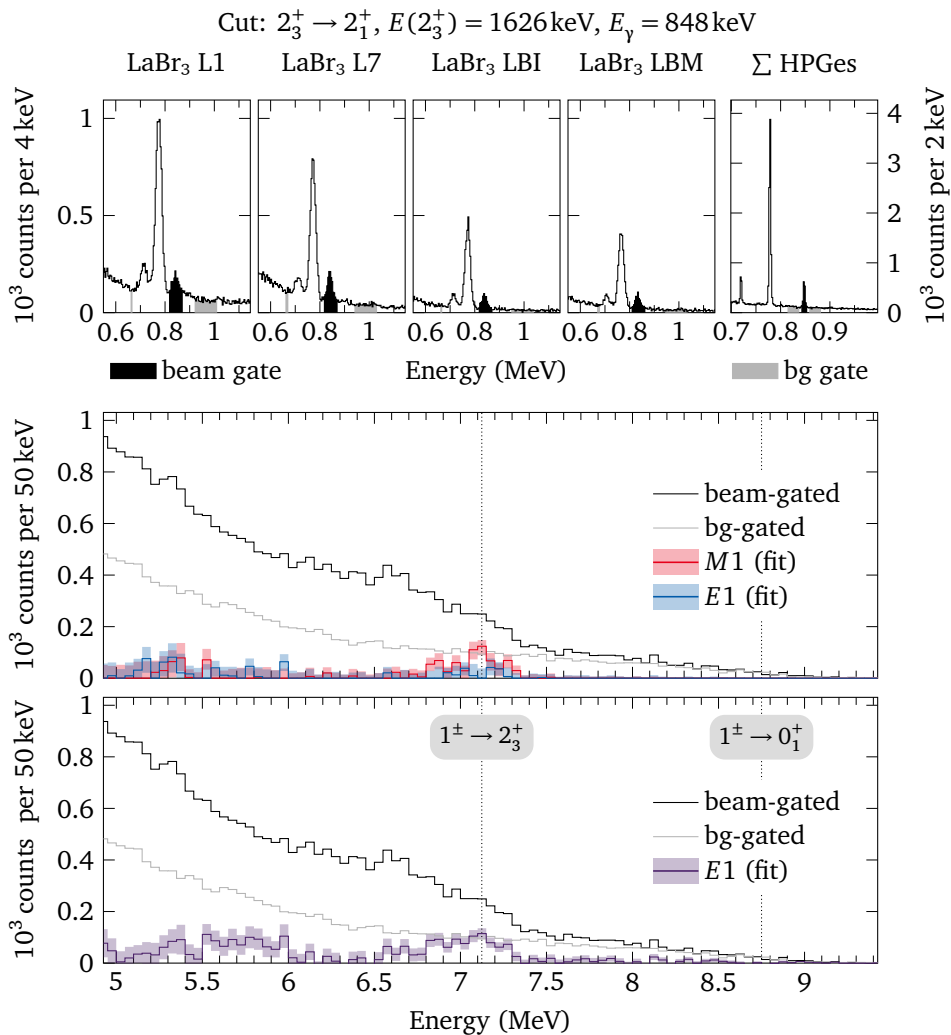 Cut: 2₃⁺ → 2₁⁺, E(2₃⁺) = 1626 keV, Eγ = 848 keV
LaBr₃ L1 LaBr₃ L7 LaBr₃ LBI LaBr₃ LBM ∑ HPGes
10³ counts per 4 keV
1
0.5
0
4
3
2
1
0
10³ counts per 2 keV
0.6 0.8 1 0.6 0.8 1 0.6 0.8 1 0.6 0.8 1 0.7 0.8 0.9
beam gate Energy (MeV) bg gate
10³ counts per 50 keV
1
0.8
0.6
0.4
0.2
0
beam-gated
bg-gated
M1 (fit)
E1 (fit)
10³ counts per 50 keV
1
0.8
0.6
0.4
0.2
0
1± → 2₃⁺ 1± → 0₁⁺
beam-gated
bg-gated
E1 (fit)
5 5.5 6 6.5 7 7.5 8 8.5 9
Energy (MeV)